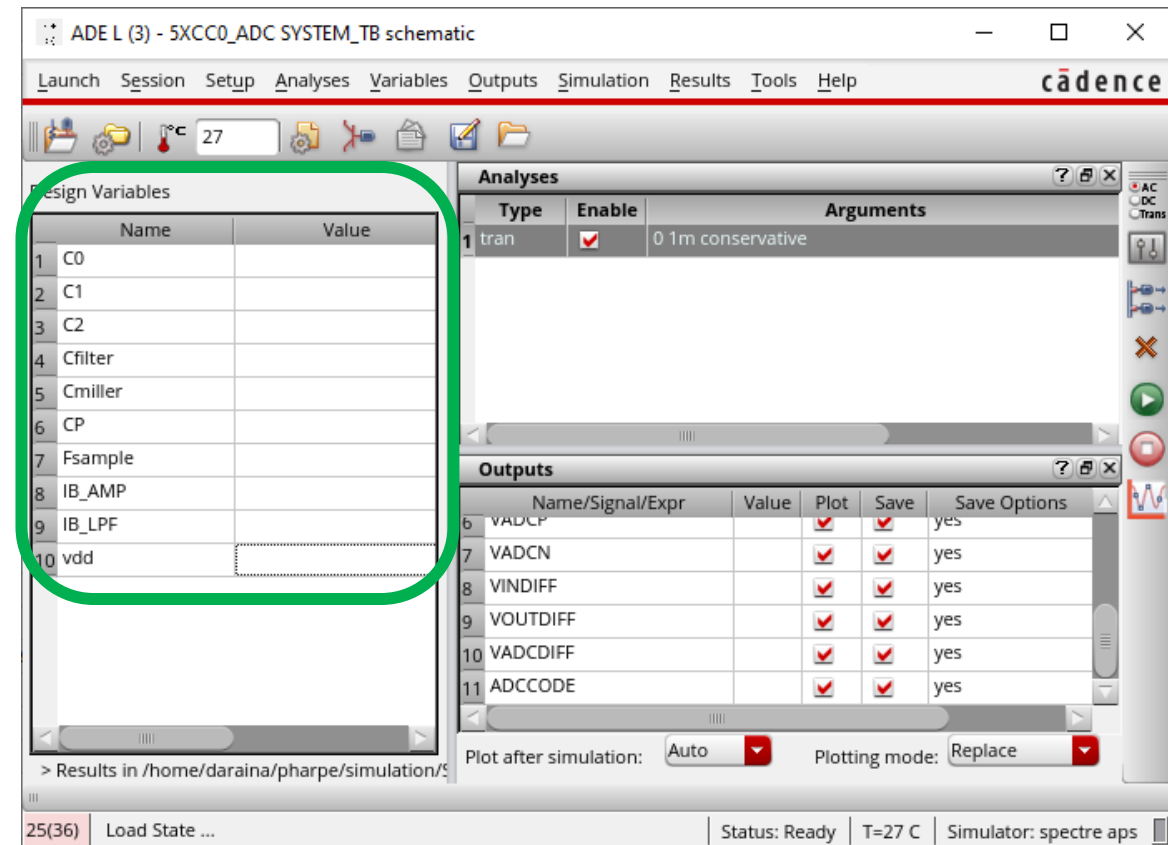 ADE L (3) - 5XCC0_ADC SYSTEM_TB schematic
Launch Session Setup Analyses Variables Outputs Simulation Results Tools Help cādence
°C 27
Design Variables
Name Value
1 C0
2 C1
3 C2
4 Cfilter
5 Cmiller
6 CP
7 Fsample
8 IB_AMP
9 IB_LPF
10 vdd
> Results in /home/daraina/pharpe/simulation/S
Analyses
Type Enable Arguments
1 tran 0 1m conservative
Outputs
Name/Signal/Expr Value Plot Save Save Options
6 VADCP yes
7 VADCN yes
8 VINDIFF yes
9 VOUTDIFF yes
10 VADCDIFF yes
11 ADCCODE yes
Plot after simulation: Auto Plotting mode: Replace
AC
DC
Trans
25(36) Load State ... Status: Ready T=27 C Simulator: spectre aps